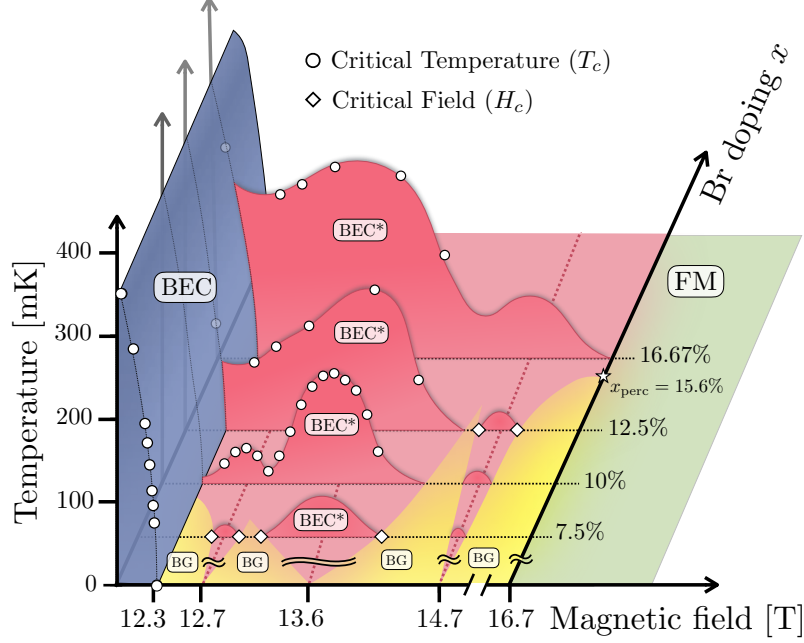 Critical Temperature (T_c)
Critical Field (H_c)
Br doping x
BEC*
400
BEC
FM
300
BEC*
16.67%
x_perc = 15.6%
Temperature [mK]
200
BEC*
12.5%
10%
100
BEC*
7.5%
BG
BG
BG
BG
0
12.3
12.7
13.6
14.7
16.7
Magnetic field [T]